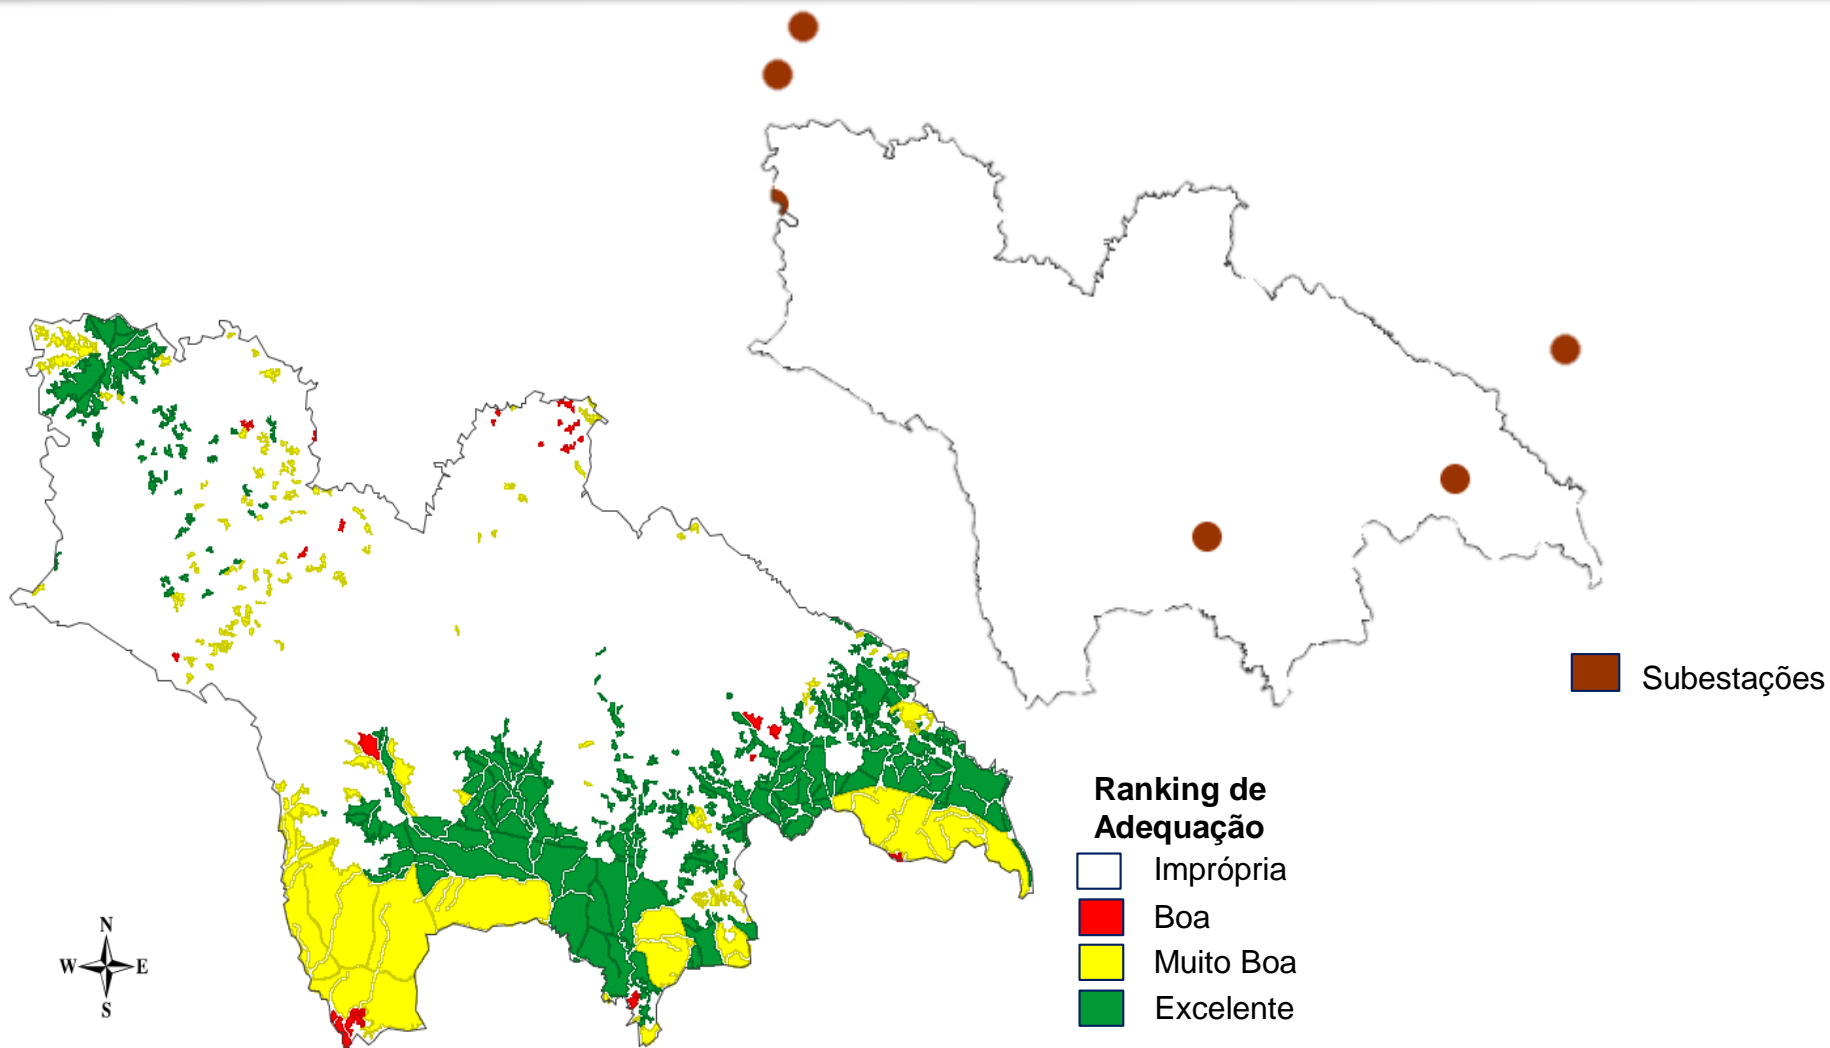 Subestações
Ranking de
Adequação
Imprópria
Boa
Muito Boa
Excelente
N
W E
S